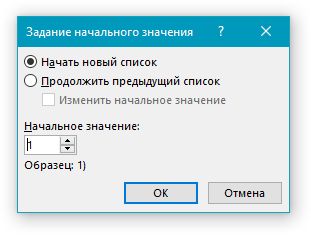 Задание начального значения ? ×
Начать новый список
Продолжить предыдущий список
Изменить начальное значение
Начальное значение:
1
Образец: 1)
ОК Отмена